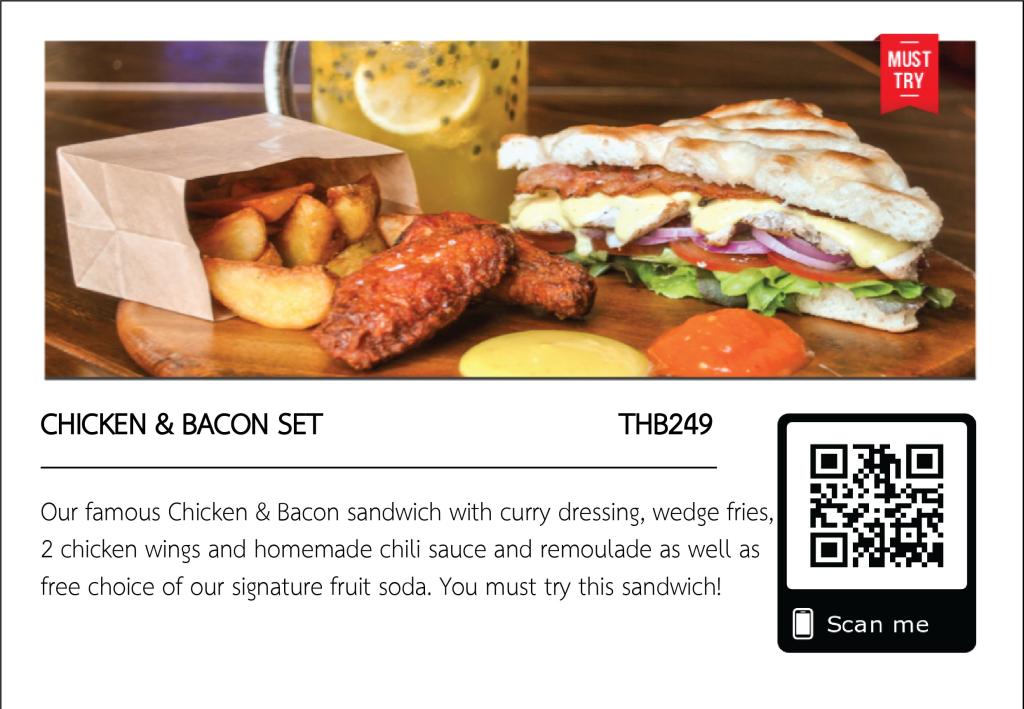 MUST
TRY
CHICKEN & BACON SET THB249
Our famous Chicken & Bacon sandwich with curry dressing, wedge fries,
2 chicken wings and homemade chili sauce and remoulade as well as
free choice of our signature fruit soda. You must try this sandwich!
Scan me